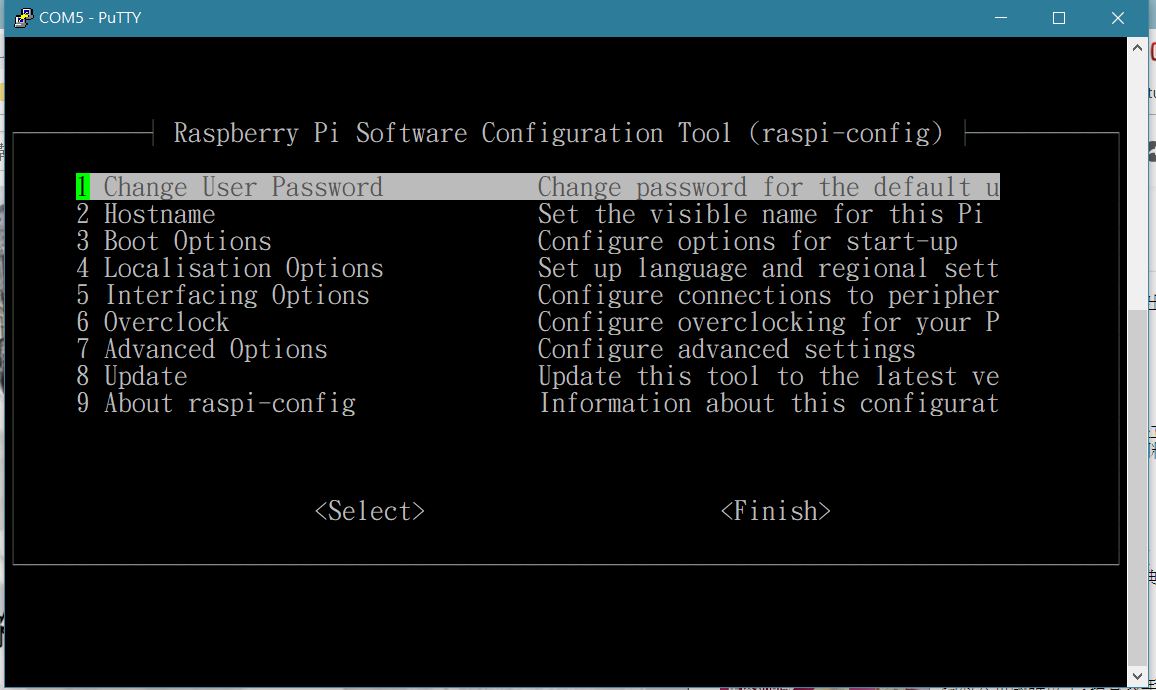 COM5 - PuTTY
Raspberry Pi Software Configuration Tool (raspi-config)
1 Change User Password Change password for the default u
2 Hostname Set the visible name for this Pi
3 Boot Options Configure options for start-up
4 Localisation Options Set up language and regional sett
5 Interfacing Options Configure connections to peripher
6 Overclock Configure overclocking for your P
7 Advanced Options Configure advanced settings
8 Update Update this tool to the latest ve
9 About raspi-config Information about this configurat
<Select> <Finish>